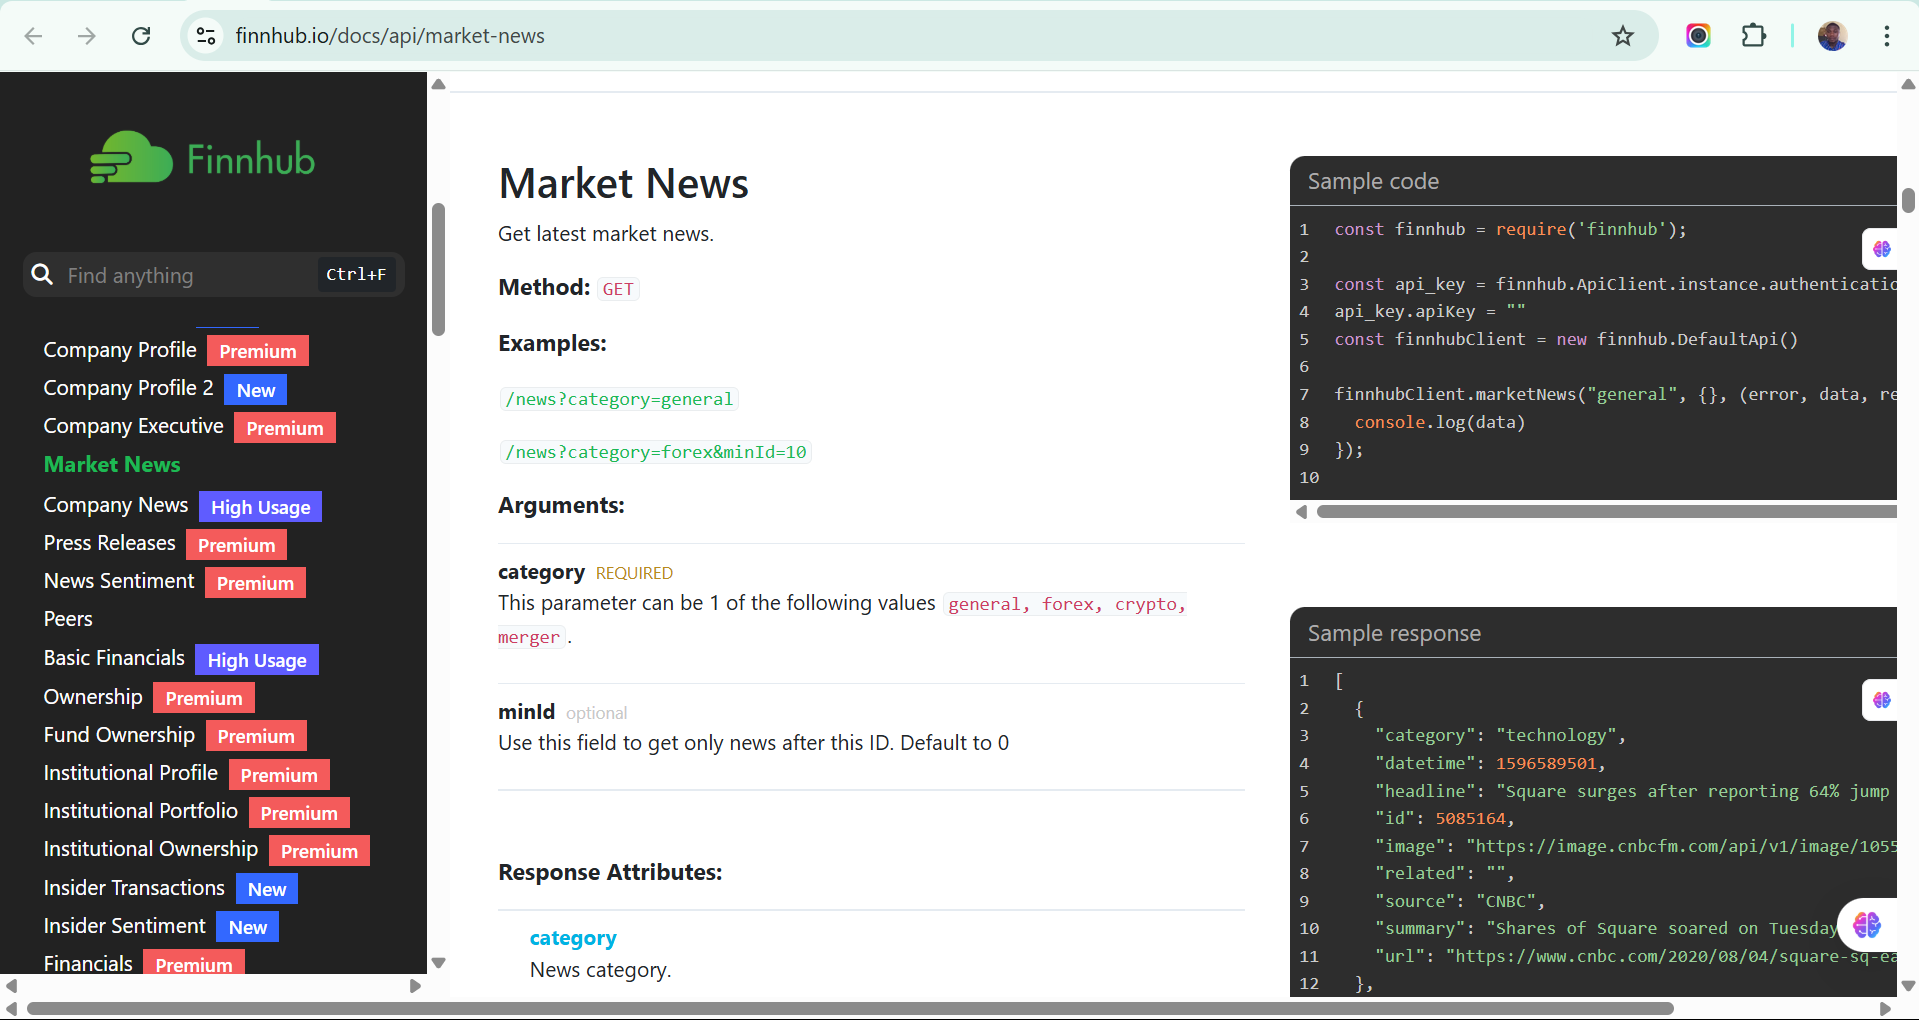 finnhub.io/docs/api/market-news
Finnhub
Find anything
Ctrl+F
Company Profile Premium
Company Profile 2 New
Company Executive Premium
Market News
Company News High Usage
Press Releases Premium
News Sentiment Premium
Peers
Basic Financials High Usage
Ownership Premium
Fund Ownership Premium
Institutional Profile Premium
Institutional Portfolio Premium
Institutional Ownership Premium
Insider Transactions New
Insider Sentiment New
Financials Premium
Market News
Get latest market news.
Method: GET
Examples:
/news?category=general
/news?category=forex&minId=10
Arguments:
category REQUIRED
This parameter can be 1 of the following values general, forex, crypto,
merger.
minId optional
Use this field to get only news after this ID. Default to 0
Response Attributes:
category
News category.
Sample code
1 const finnhub = require('finnhub');
2
3 const api_key = finnhub.ApiClient.instance.authenticatio
4 api_key.apiKey = ""
5 const finnhubClient = new finnhub.DefaultApi()
6
7 finnhubClient.marketNews("general", {}, (error, data, re
8 console.log(data)
9 });
10
Sample response
1 [
2 {
3 "category": "technology",
4 "datetime": 1596589501,
5 "headline": "Square surges after reporting 64% jump
6 "id": 5085164,
7 "image": "https://image.cnbcfm.com/api/v1/image/1055
8 "related": "",
9 "source": "CNBC",
10 "summary": "Shares of Square soared on Tuesday
11 "url": "https://www.cnbc.com/2020/08/04/square-sq-ea
12 },